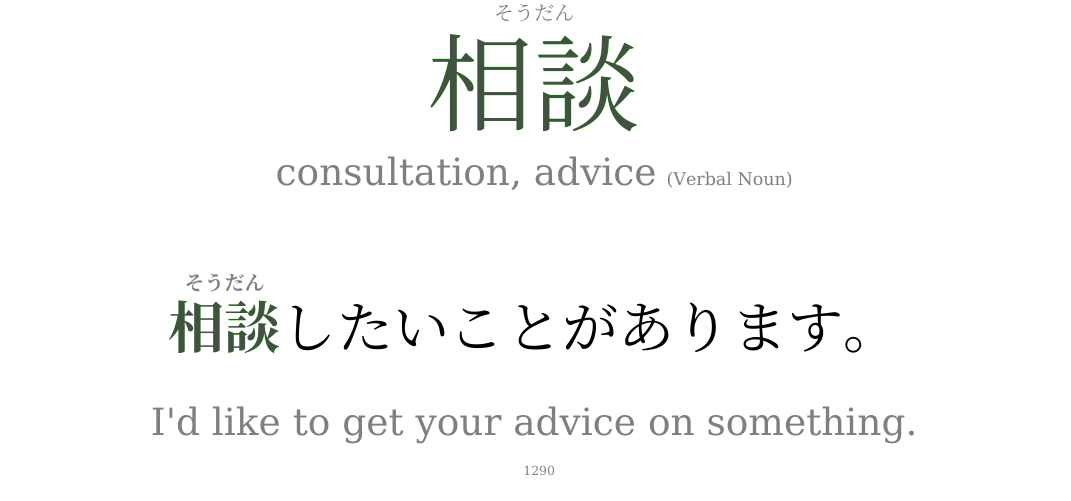 そうだん
相談
consultation, advice (Verbal Noun)
そうだん
相談したいことがあります。
I'd like to get your advice on something.
1290